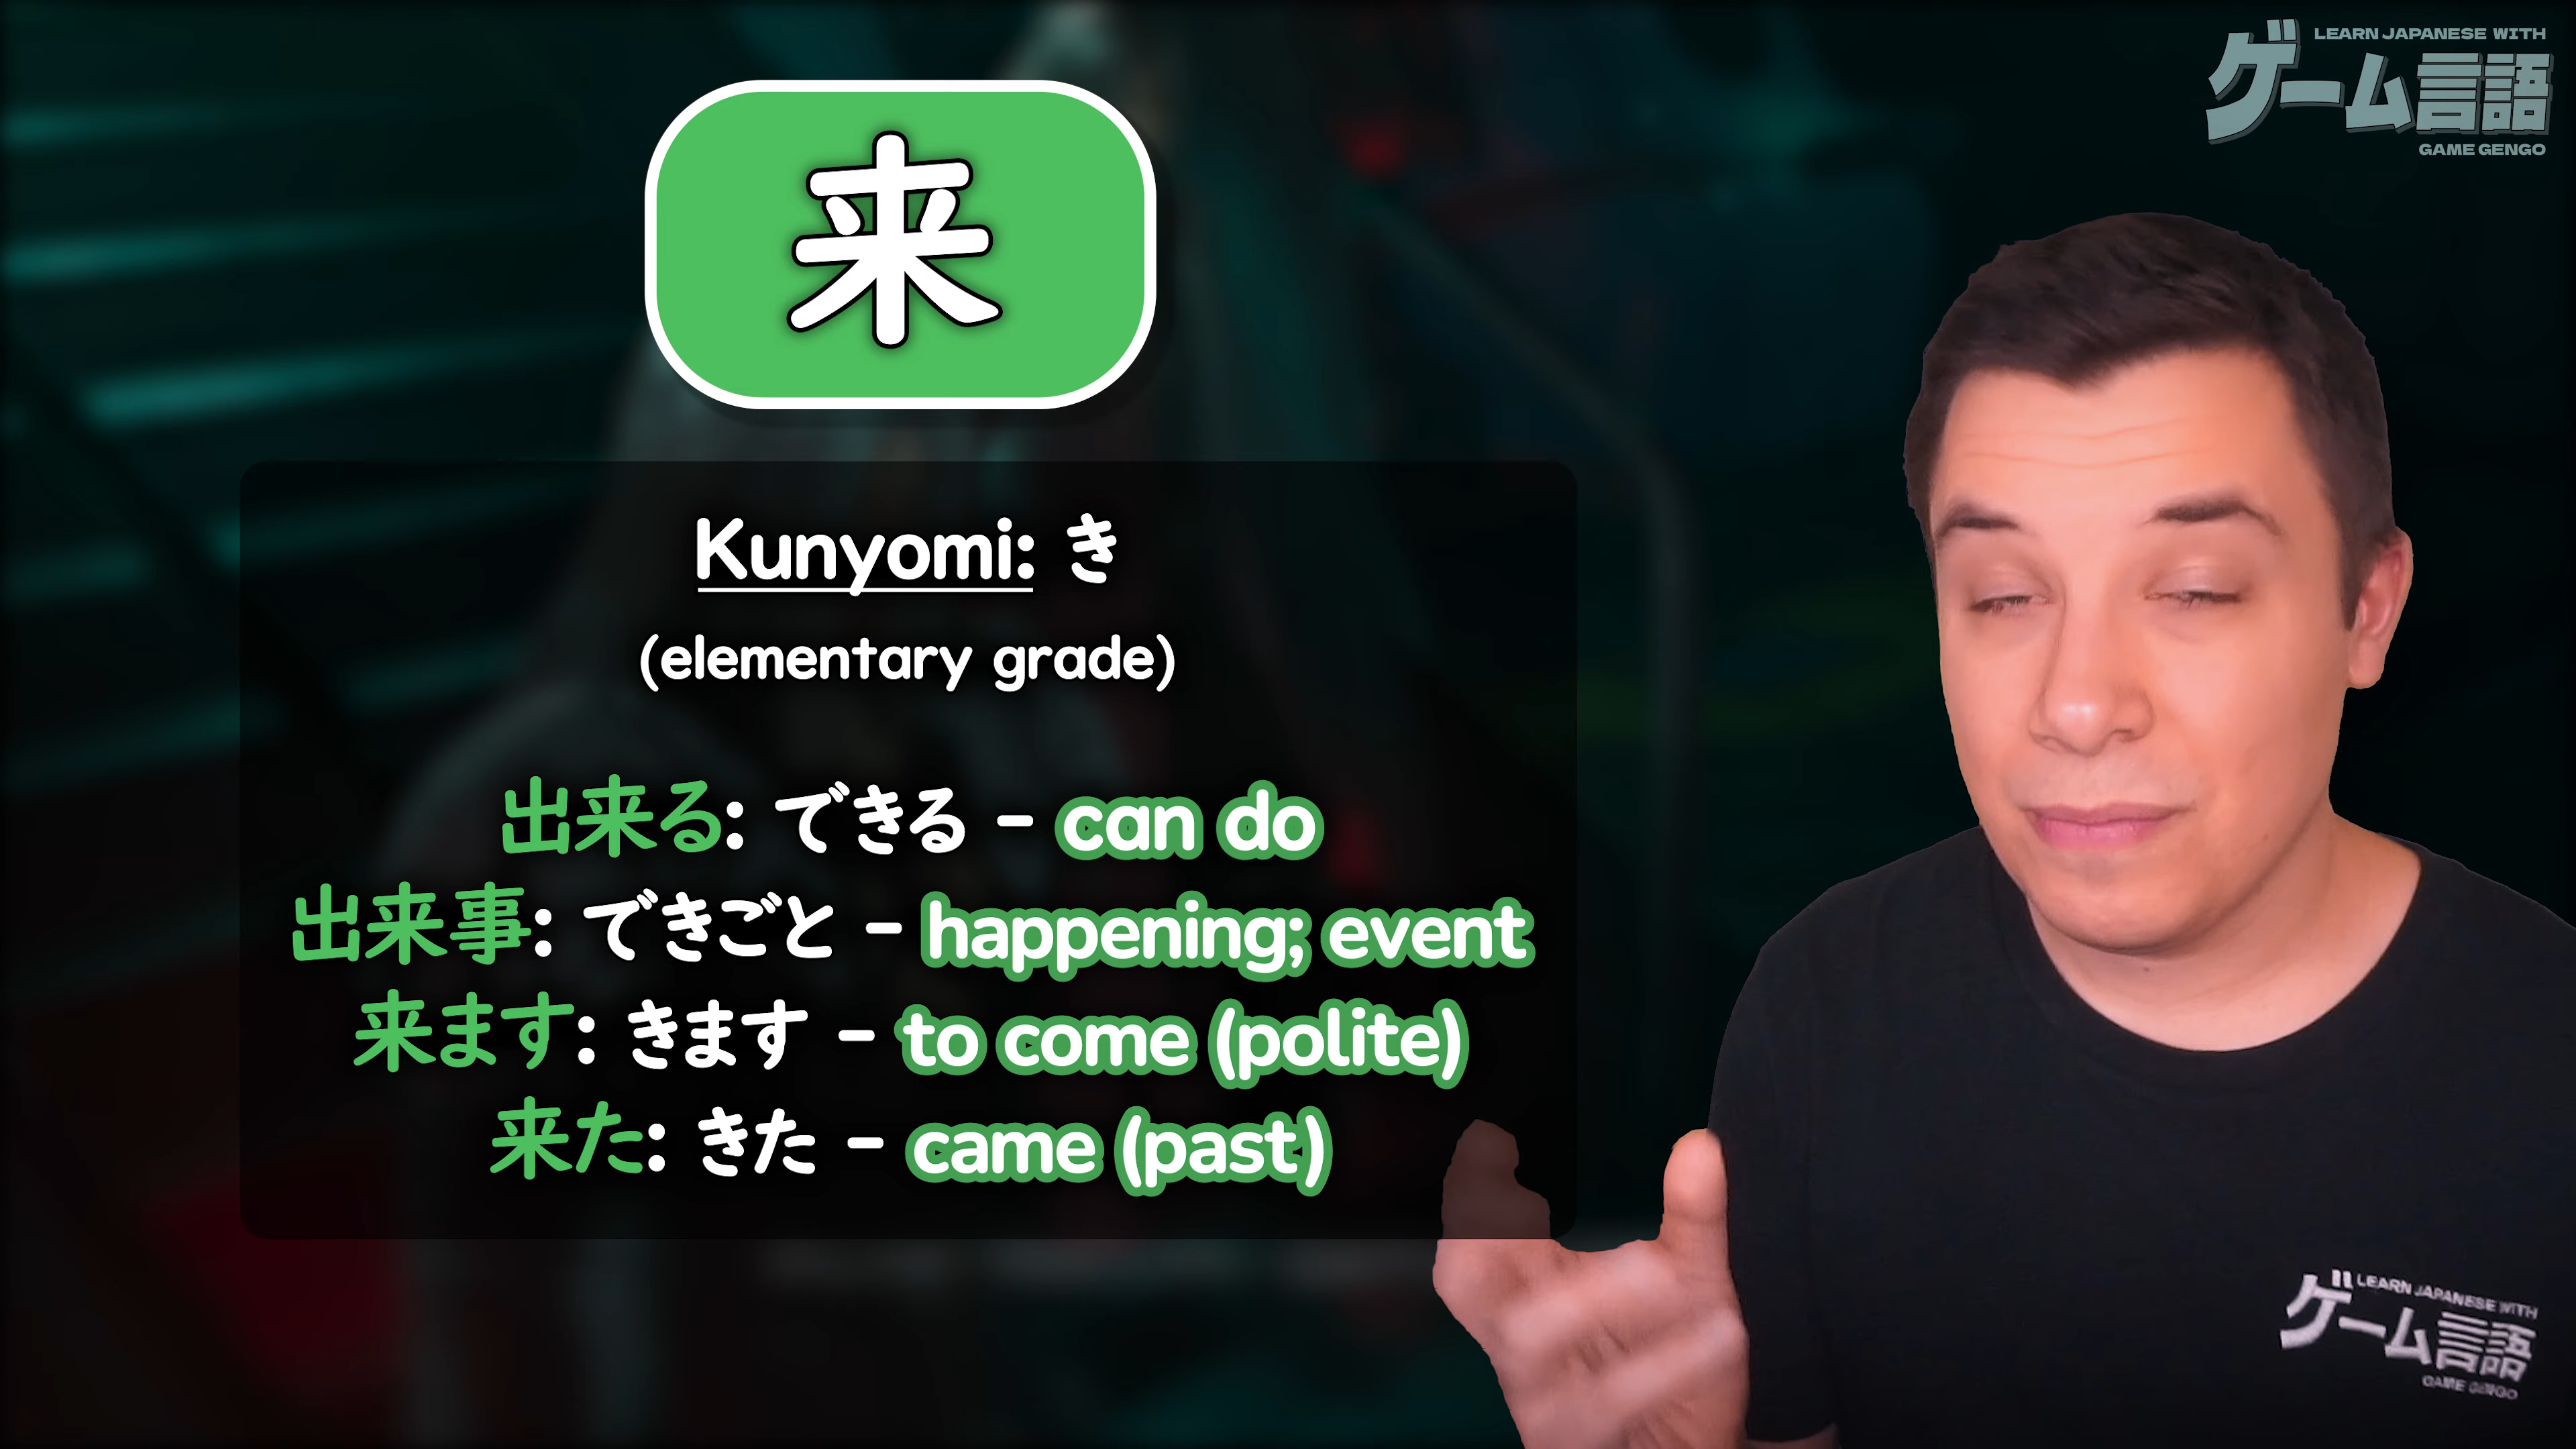 LEARN JAPANESE WITH
ゲーム言語
GAME GENGO
来
Kunyomi: き
(elementary grade)
出来る: できる - can do
出来事: できごと - happening; event
来ます: きます - to come (polite)
来た: きた - came (past)
LEARN JAPANESE WITH
ゲーム言語
GAME GENGO